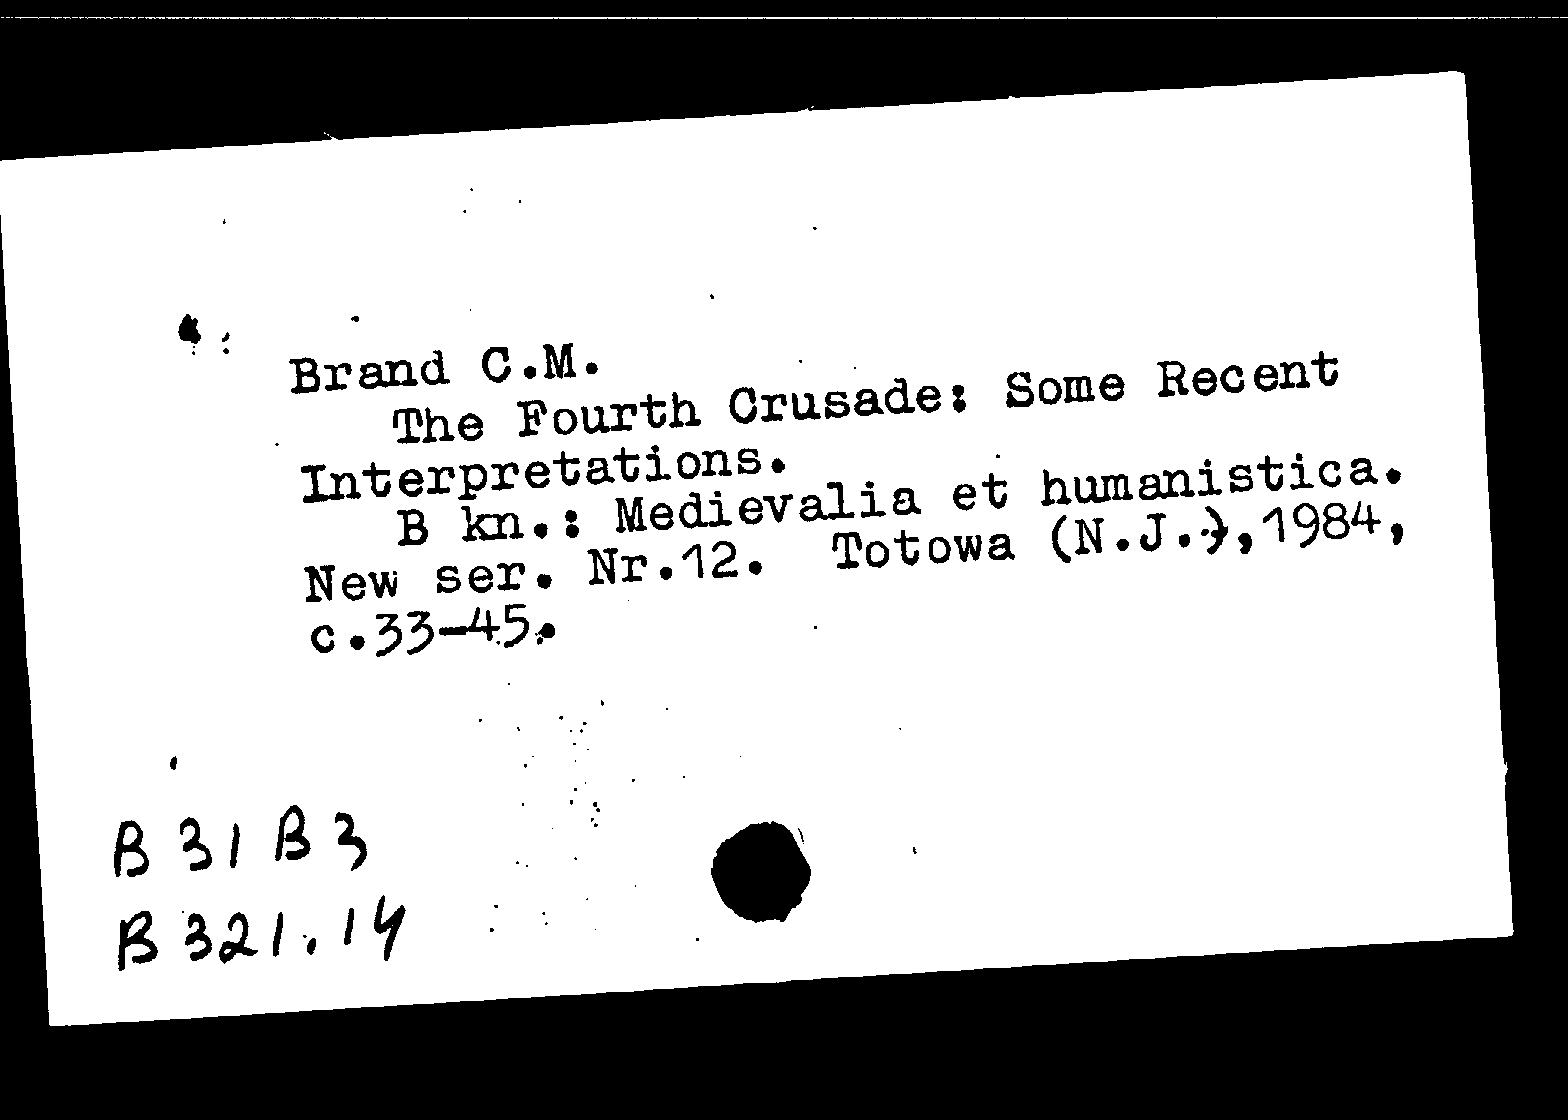 Brand C.M.
The Fourth Crusade: Some Recent
Interpretations.
В kn.: Medievalia et humanistica.
New ser. Nr.12. Totowa (N.J.),1984,
c.33-45.
В 31 В 3
В 321.14